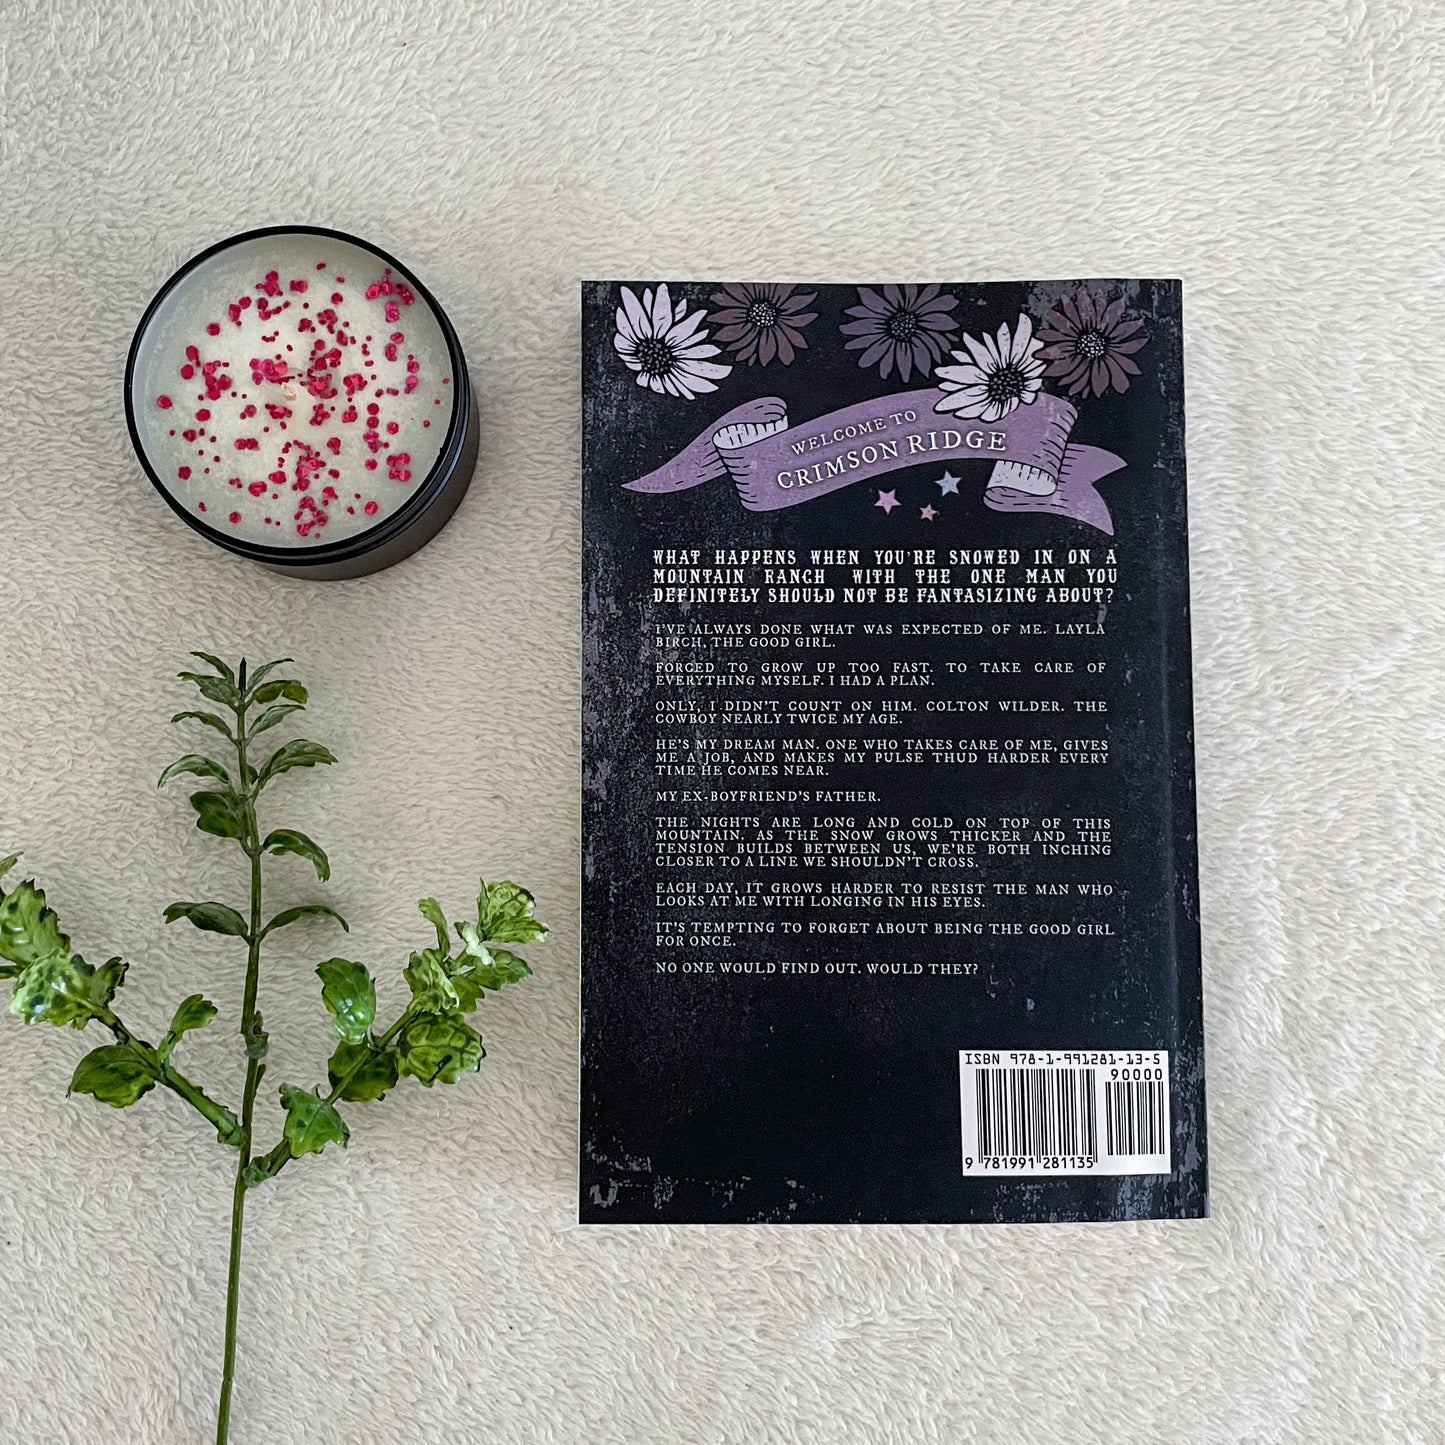 WELCOME TO
CRIMSON RIDGE
WHAT HAPPENS WHEN YOU'RE SNOWED IN ON A
MOUNTAIN RANCH WITH THE ONE MAN YOU
DEFINITELY SHOULD NOT BE FANTASIZING ABOUT?
I'VE ALWAYS DONE WHAT WAS EXPECTED OF ME. LAYLA
BIRCH, THE GOOD GIRL.
FORCED TO GROW UP TOO FAST. TO TAKE CARE OF
EVERYTHING MYSELF. I HAD A PLAN.
ONLY, I DIDN'T COUNT ON HIM. COLTON WILDER. THE
COWBOY NEARLY TWICE MY AGE.
HE'S MY DREAM MAN. ONE WHO TAKES CARE OF ME, GIVES
ME A JOB, AND MAKES MY PULSE THUD HARDER EVERY
TIME HE COMES NEAR.
MY EX-BOYFRIEND'S FATHER.
THE NIGHTS ARE LONG AND COLD ON TOP OF THIS
MOUNTAIN. AS THE SNOW GROWS THICKER AND THE
TENSION BUILDS BETWEEN US, WE'RE BOTH INCHING
CLOSER TO A LINE WE SHOULDN'T CROSS.
EACH DAY, IT GROWS HARDER TO RESIST THE MAN WHO
LOOKS AT ME WITH LONGING IN HIS EYES.
IT'S TEMPTING TO FORGET ABOUT BEING THE GOOD GIRL
FOR ONCE.
NO ONE WOULD FIND OUT. WOULD THEY?
ISBN 978-1-991281-13-5
90000
9 781991 281135